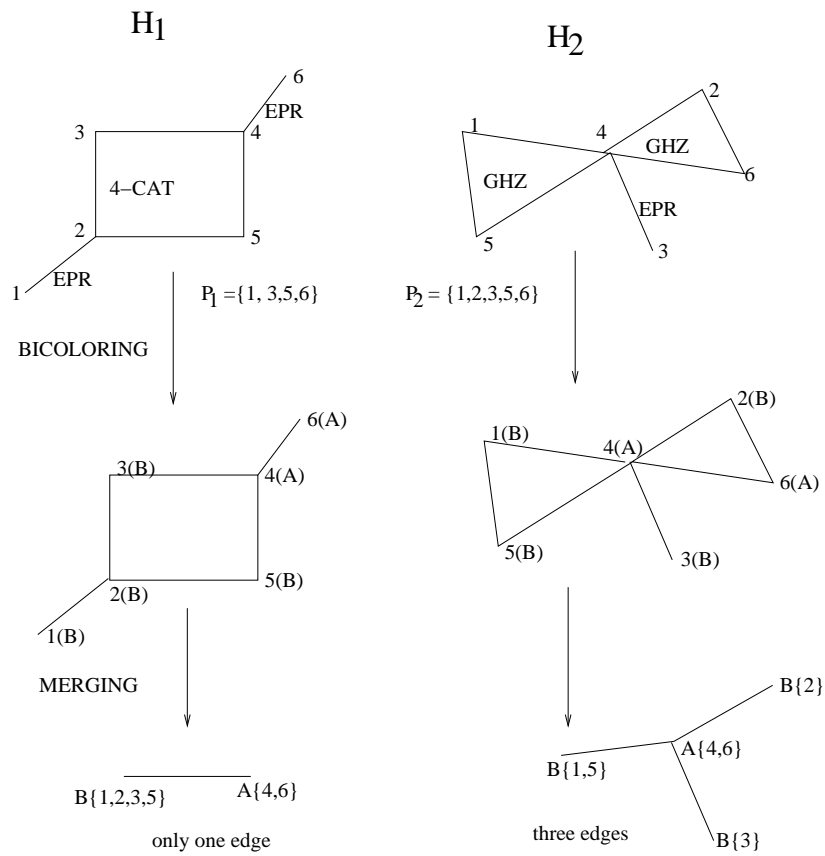 H1
H2
6
EPR
3
4
4-CAT
2
5
1
EPR
2
1
4
GHZ
GHZ
6
EPR
5
3
P1 ={1, 3,5,6}
P2 = {1,2,3,5,6}
BICOLORING
6(A)
3(B)
4(A)
2(B)
5(B)
1(B)
2(B)
1(B)
4(A)
6(A)
5(B)
3(B)
MERGING
B{1,2,3,5}
A{4,6}
only one edge
B{2}
A{4,6}
B{1,5}
B{3}
three edges